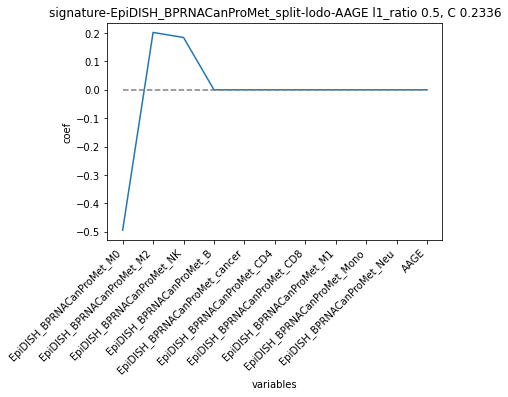 signature-EpiDISH_BPRNACanProMet_split-lodo-AAGE l1_ratio 0.5, C 0.2336
0.2
0.1
0.0
-0.1
-0.2
-0.3
-0.4
-0.5
coef
EpiDISH_BPRNACanProMet_M0
EpiDISH_BPRNACanProMet_M2
EpiDISH_BPRNACanProMet_NK
EpiDISH_BPRNACanProMet_B
EpiDISH_BPRNACanProMet_cancer
EpiDISH_BPRNACanProMet_CD4
EpiDISH_BPRNACanProMet_CD8
EpiDISH_BPRNACanProMet_M1
EpiDISH_BPRNACanProMet_Mono
EpiDISH_BPRNACanProMet_Neu
AAGE
variables